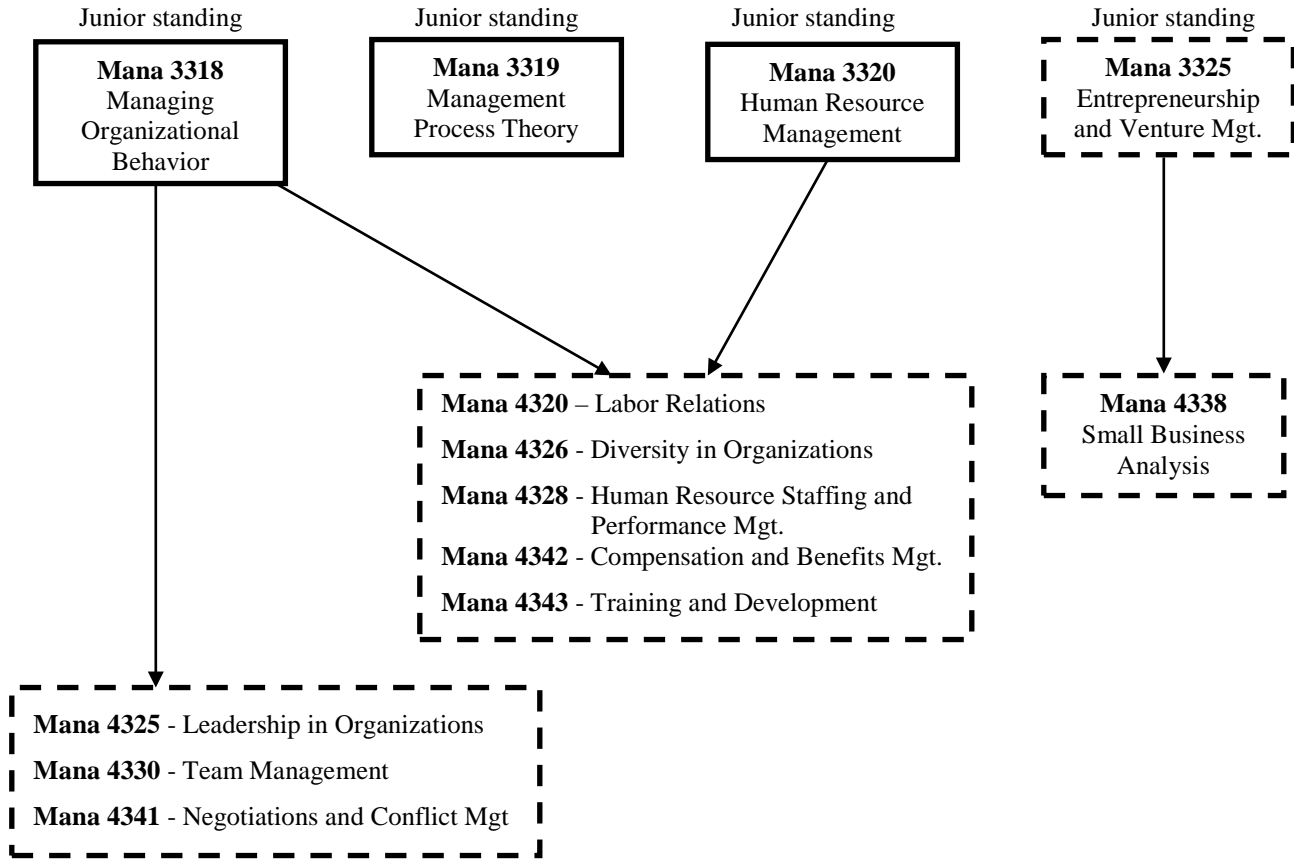 Junior standing
Junior standing
Junior standing
Junior standing
Mana 3318
Managing
Organizational
Behavior
Mana 3319
Management
Process Theory
Mana 3320
Human Resource
Management
Mana 3325
Entrepreneurship
and Venture Mgt.
Mana 4320 – Labor Relations
Mana 4326 - Diversity in Organizations
Mana 4328 - Human Resource Staffing and
Performance Mgt.
Mana 4342 - Compensation and Benefits Mgt.
Mana 4343 - Training and Development
Mana 4338
Small Business
Analysis
Mana 4325 - Leadership in Organizations
Mana 4330 - Team Management
Mana 4341 - Negotiations and Conflict Mgt